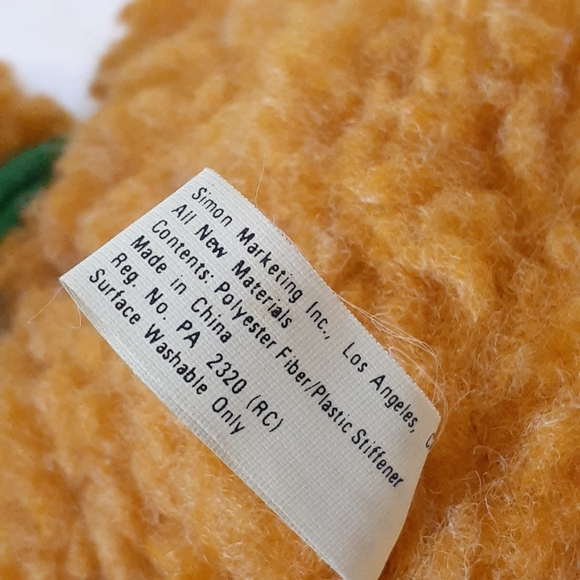 Simon Marketing Inc., Los Angeles, C
All New Materials
Contents: Polyester Fiber/Plastic Stiffener
Made in China
Reg. No. PA 2320 (RC)
Surface Washable Only